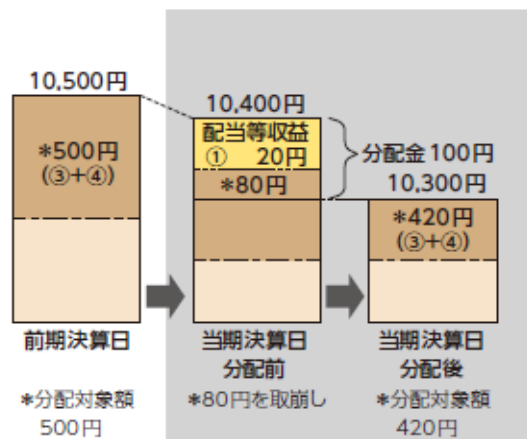 10,500円
*500円
(③+④)
10,400円
配当等収益
① 20円
*80円
分配金100円
10,300円
*420円
(③+④)
前期決算日
当期決算日
分配前
当期決算日
分配後
*分配対象額
500円
*80円を取崩し
*分配対象額
420円